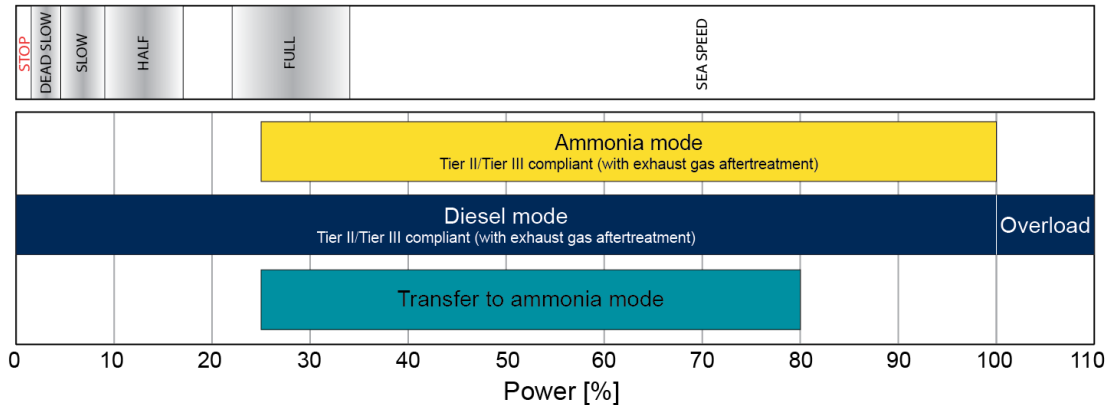 STOP
DEAD SLOW
SLOW
HALF
FULL
SEA SPEED
Ammonia mode
Tier II/Tier III compliant (with exhaust gas aftertreatment)
Diesel mode
Tier II/Tier III compliant (with exhaust gas aftertreatment)
Overload
Transfer to ammonia mode
0 10 20 30 40 50 60 70 80 90 100 110
Power [%]